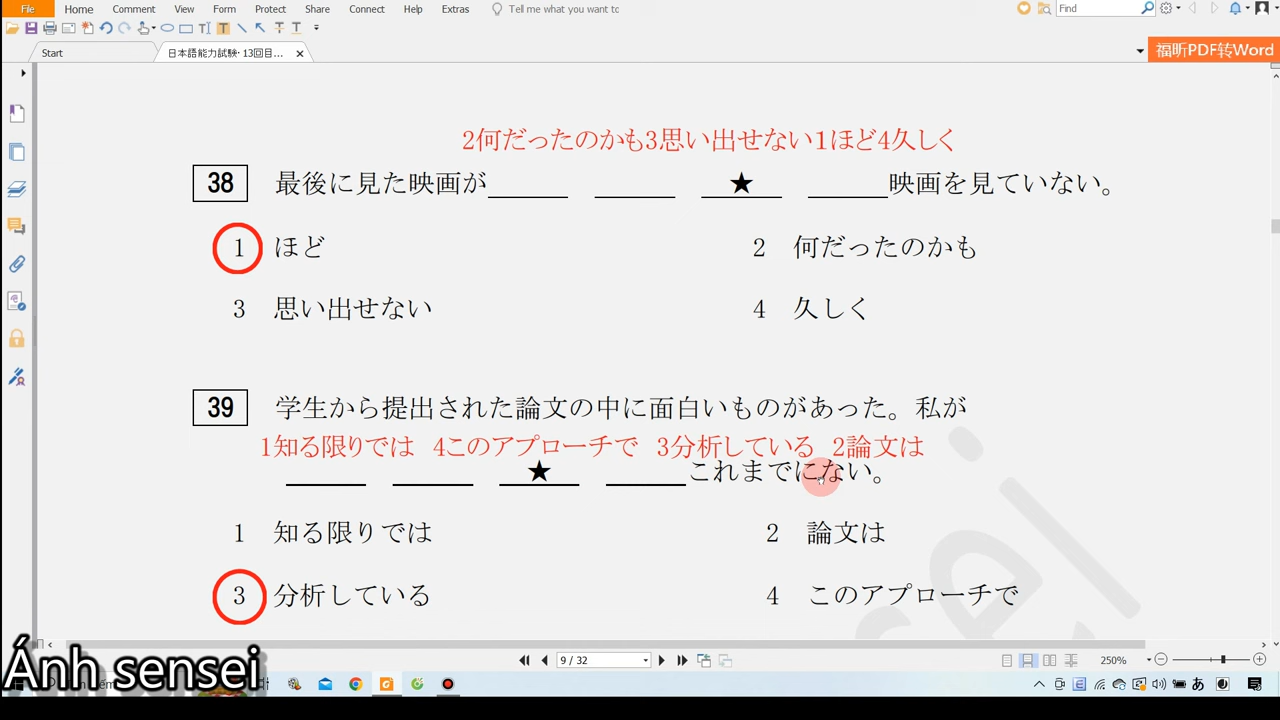 File Home Comment View Form Protect Share Connect Help Extras Tell me what you want to Find
Start 日本語能力試験· 13回目... 福昕PDF转Word
2何だったのかも3思い出せない1ほど4久しく
38 最後に見た映画が ★ 映画を見ていない。
1 ほど 2 何だったのかも
3 思い出せない 4 久しく
39 学生から提出された論文の中に面白いものがあった。私が
1知る限りでは 4このアプローチで 3分析している 2論文は
★ これまでにない。
1 知る限りでは 2 論文は
3 分析している 4 このアプローチで
Ánh sensei
9 / 32 250%
あ